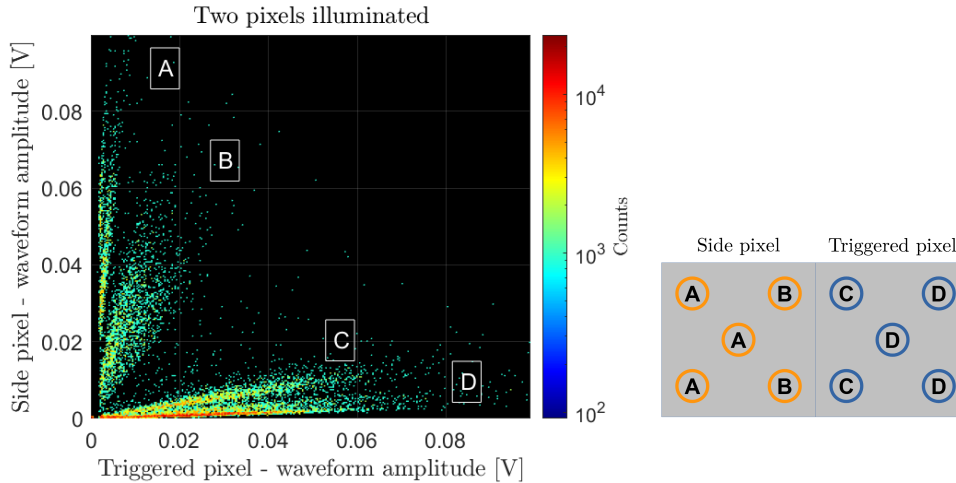 Two pixels illuminated
Side pixel - waveform amplitude [V]
0.08
0.06
0.04
0.02
0
0
0.02
0.04
0.06
0.08
Triggered pixel - waveform amplitude [V]
A
B
C
D
10^4
10^3
10^2
Counts
Side pixel Triggered pixel
A B C D
A D
A B C D